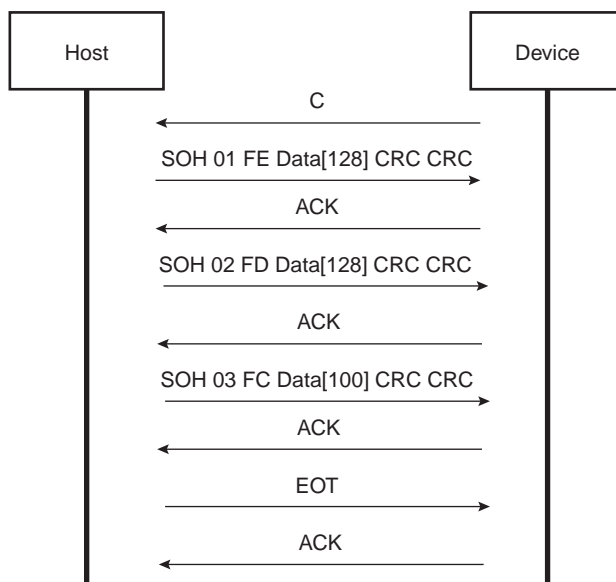 Host
Device
C
SOH 01 FE Data[128] CRC CRC
ACK
SOH 02 FD Data[128] CRC CRC
ACK
SOH 03 FC Data[100] CRC CRC
ACK
EOT
ACK